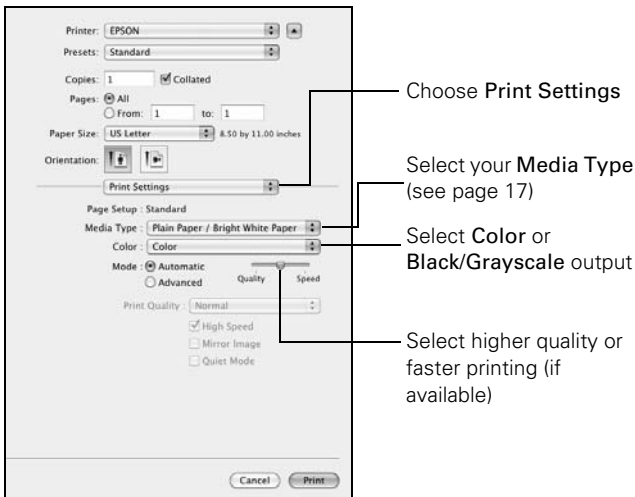 Printer: EPSON
Presets: Standard
Copies: 1 Collated
Pages: All
From: 1 to: 1
Paper Size: US Letter 8.50 by 11.00 inches
Orientation:
Print Settings
Page Setup : Standard
Media Type : Plain Paper / Bright White Paper
Color : Color
Mode : Automatic
Advanced
Quality Speed
Print Quality : Normal
High Speed
Mirror Image
Quiet Mode
Cancel Print
Choose Print Settings
Select your Media Type
(see page 17)
Select Color or
Black/Grayscale output
Select higher quality or
faster printing (if
available)